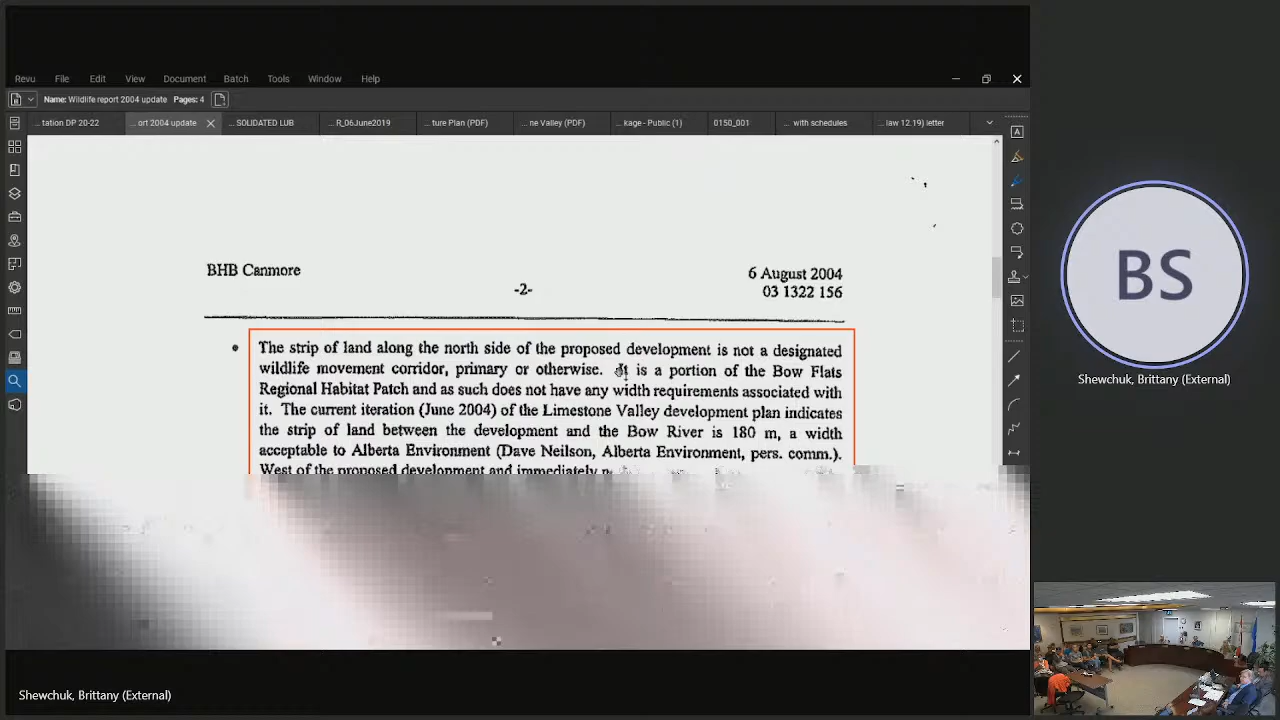 Revu File Edit View Document Batch Tools Window Help
Name: Wildlife report 2004 update Pages: 4
... tation DP 20-22 ... ort 2004 update ... SOLIDATED LUB ... R_06June2019 ... ture Plan (PDF) ... ne Valley (PDF) ... kage - Public (1) 0150_001 ... with schedules ... law 12.19) letter
BHB Canmore
6 August 2004
-2-
03 1322 156
The strip of land along the north side of the proposed development is not a designated
wildlife movement corridor, primary or otherwise. It is a portion of the Bow Flats
Regional Habitat Patch and as such does not have any width requirements associated with
it. The current iteration (June 2004) of the Limestone Valley development plan indicates
the strip of land between the development and the Bow River is 180 m, a width
acceptable to Alberta Environment (Dave Neilson, Alberta Environment, pers. comm.).
West of the proposed development and immediately
BS
Shewchuk, Brittany (External)
Shewchuk, Brittany (External)